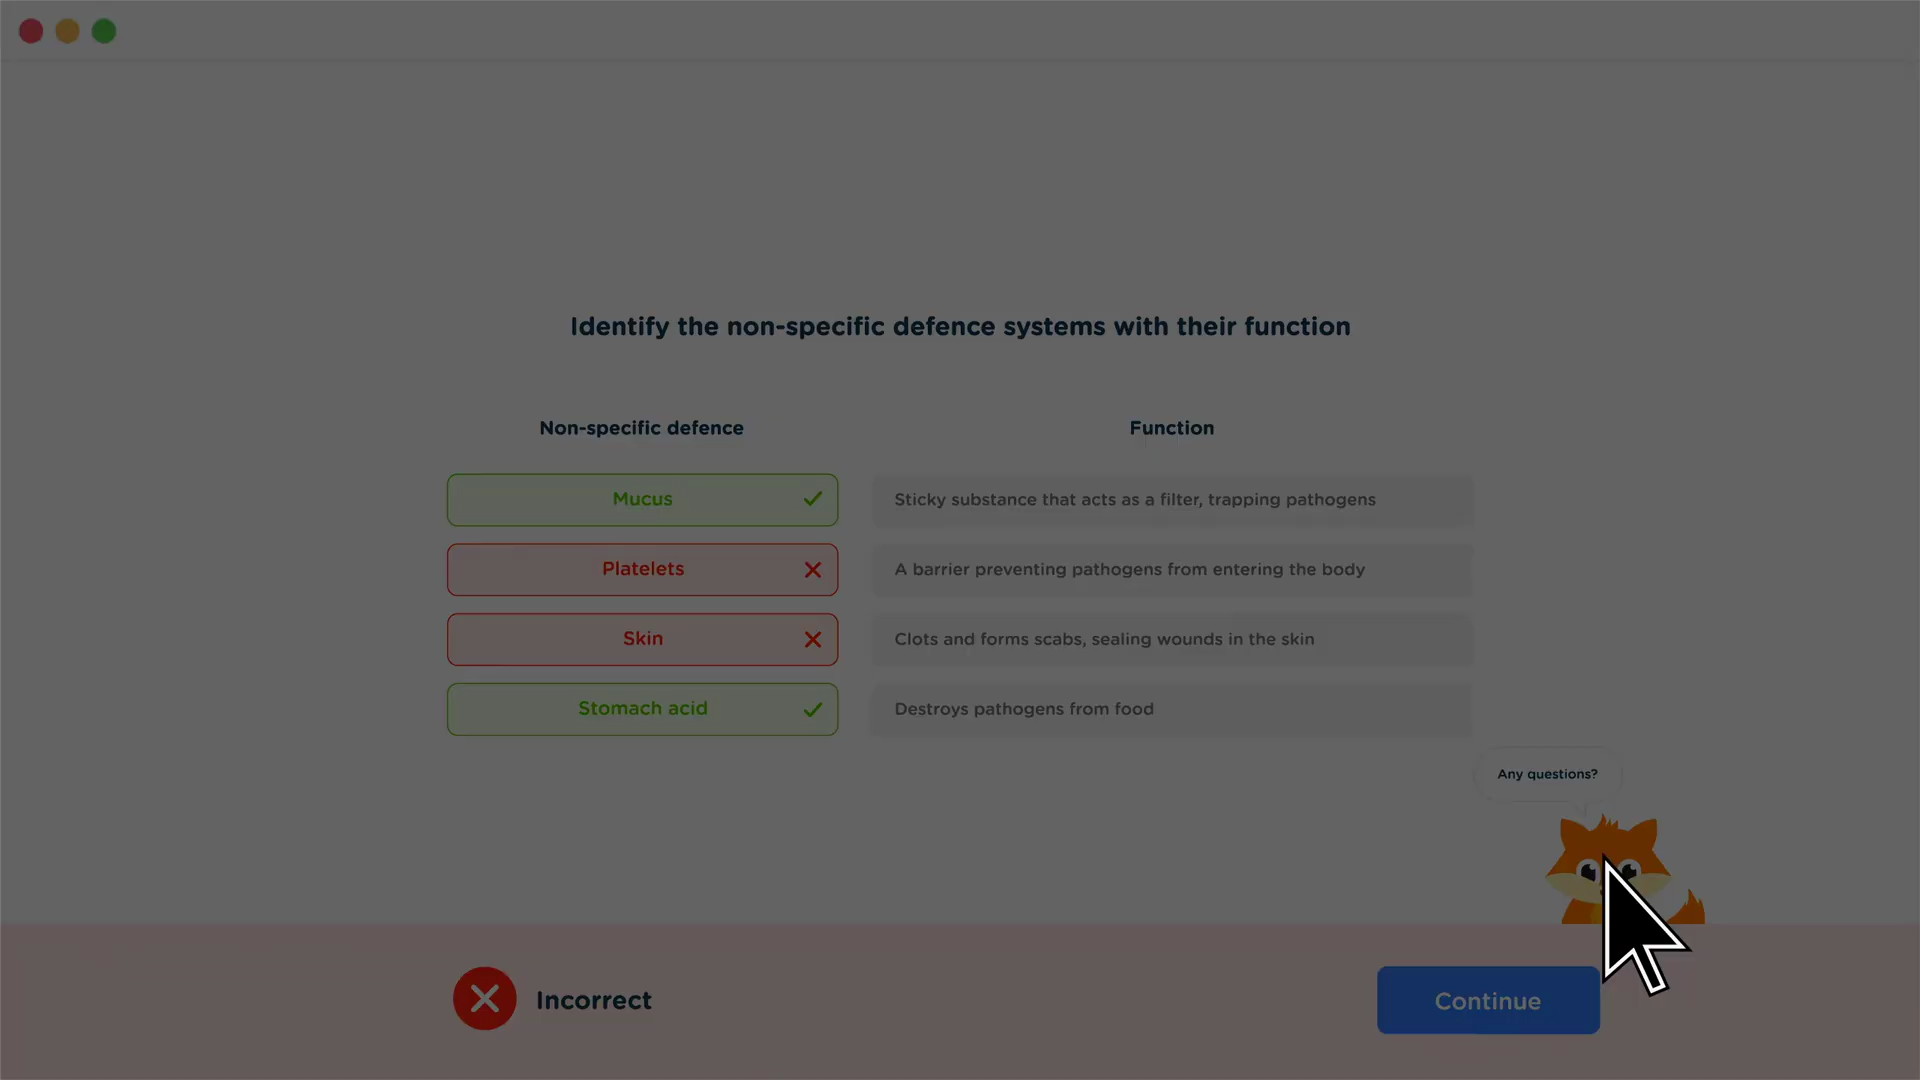 Identify the non-specific defence systems with their function
Non-specific defence
Function
Mucus
Sticky substance that acts as a filter, trapping pathogens
Platelets
A barrier preventing pathogens from entering the body
Skin
Clots and forms scabs, sealing wounds in the skin
Stomach acid
Destroys pathogens from food
Any questions?
Incorrect
Continue